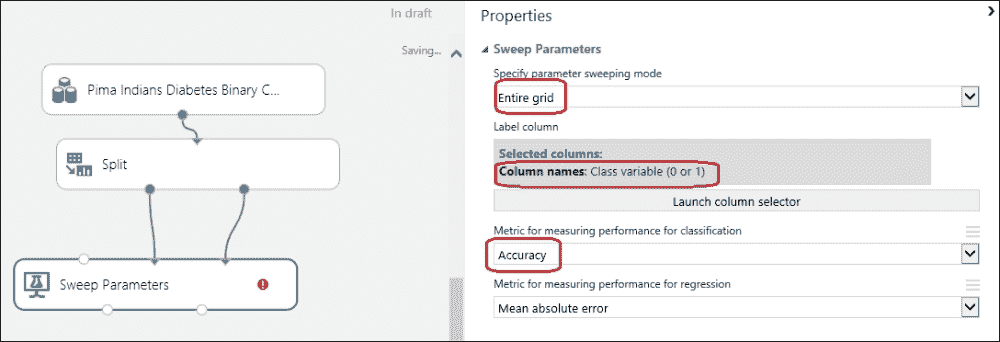 In draft
Saving...
Pima Indians Diabetes Binary C...
Split
Sweep Parameters
Properties
Sweep Parameters
Specify parameter sweeping mode
Entire grid
Label column
Selected columns:
Column names: Class variable (0 or 1)
Launch column selector
Metric for measuring performance for classification
Accuracy
Metric for measuring performance for regression
Mean absolute error